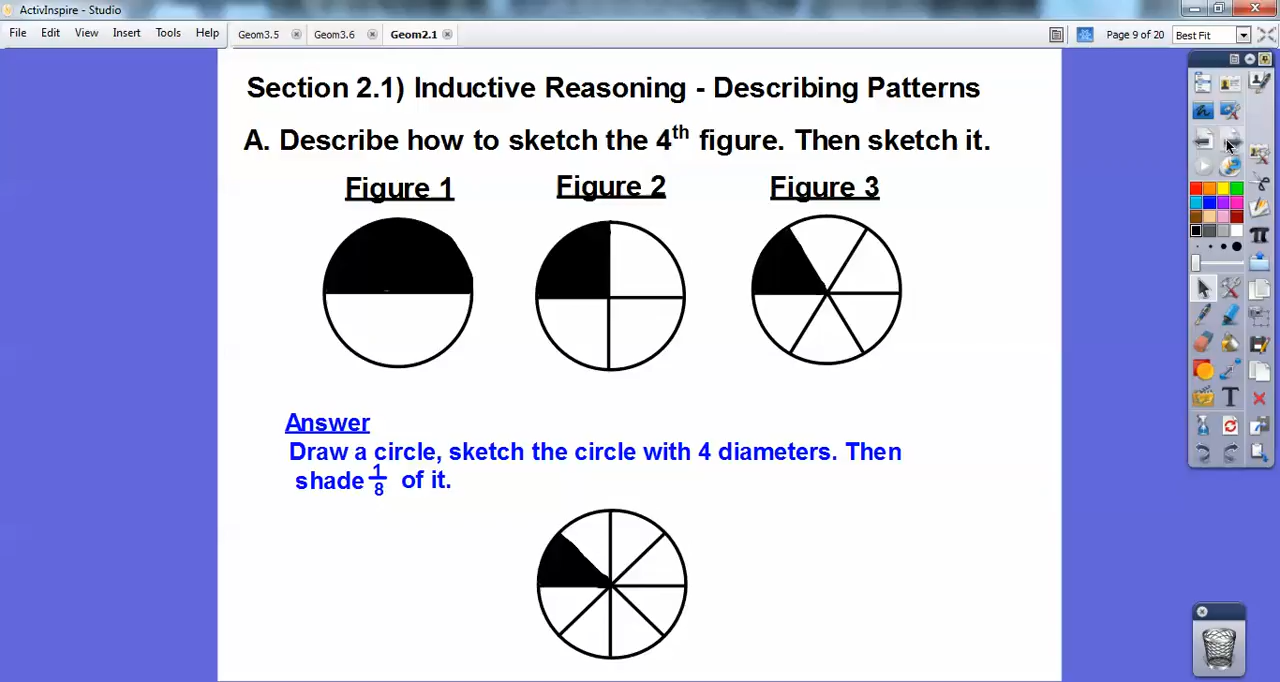 ActivInspire - Studio
File Edit View Insert Tools Help
Geom3.5 Geom3.6 Geom2.1
Page 9 of 20 Best Fit
Section 2.1) Inductive Reasoning - Describing Patterns
A. Describe how to sketch the 4th figure. Then sketch it.
Figure 1 Figure 2 Figure 3
Answer
Draw a circle, sketch the circle with 4 diameters. Then
shade 1/8 of it.